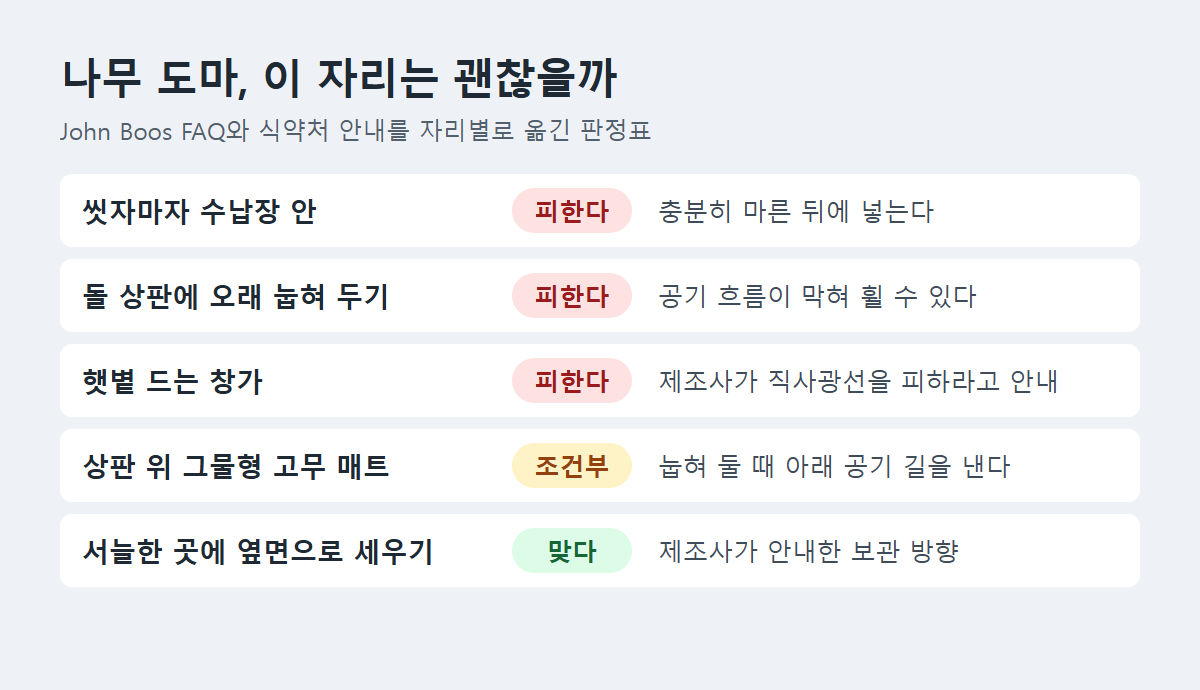 나무 도마, 이 자리는 괜찮을까
John Boos FAQ와 식약처 안내를 자리별로 옮긴 판정표
씻자마자 수납장 안 피한다 충분히 마른 뒤에 넣는다
돌 상판에 오래 눕혀 두기 피한다 공기 흐름이 막혀 휠 수 있다
햇볕 드는 창가 피한다 제조사가 직사광선을 피하라고 안내
상판 위 그물형 고무 매트 조건부 눕혀 둘 때 아래 공기 길을 낸다
서늘한 곳에 옆면으로 세우기 맞다 제조사가 안내한 보관 방향